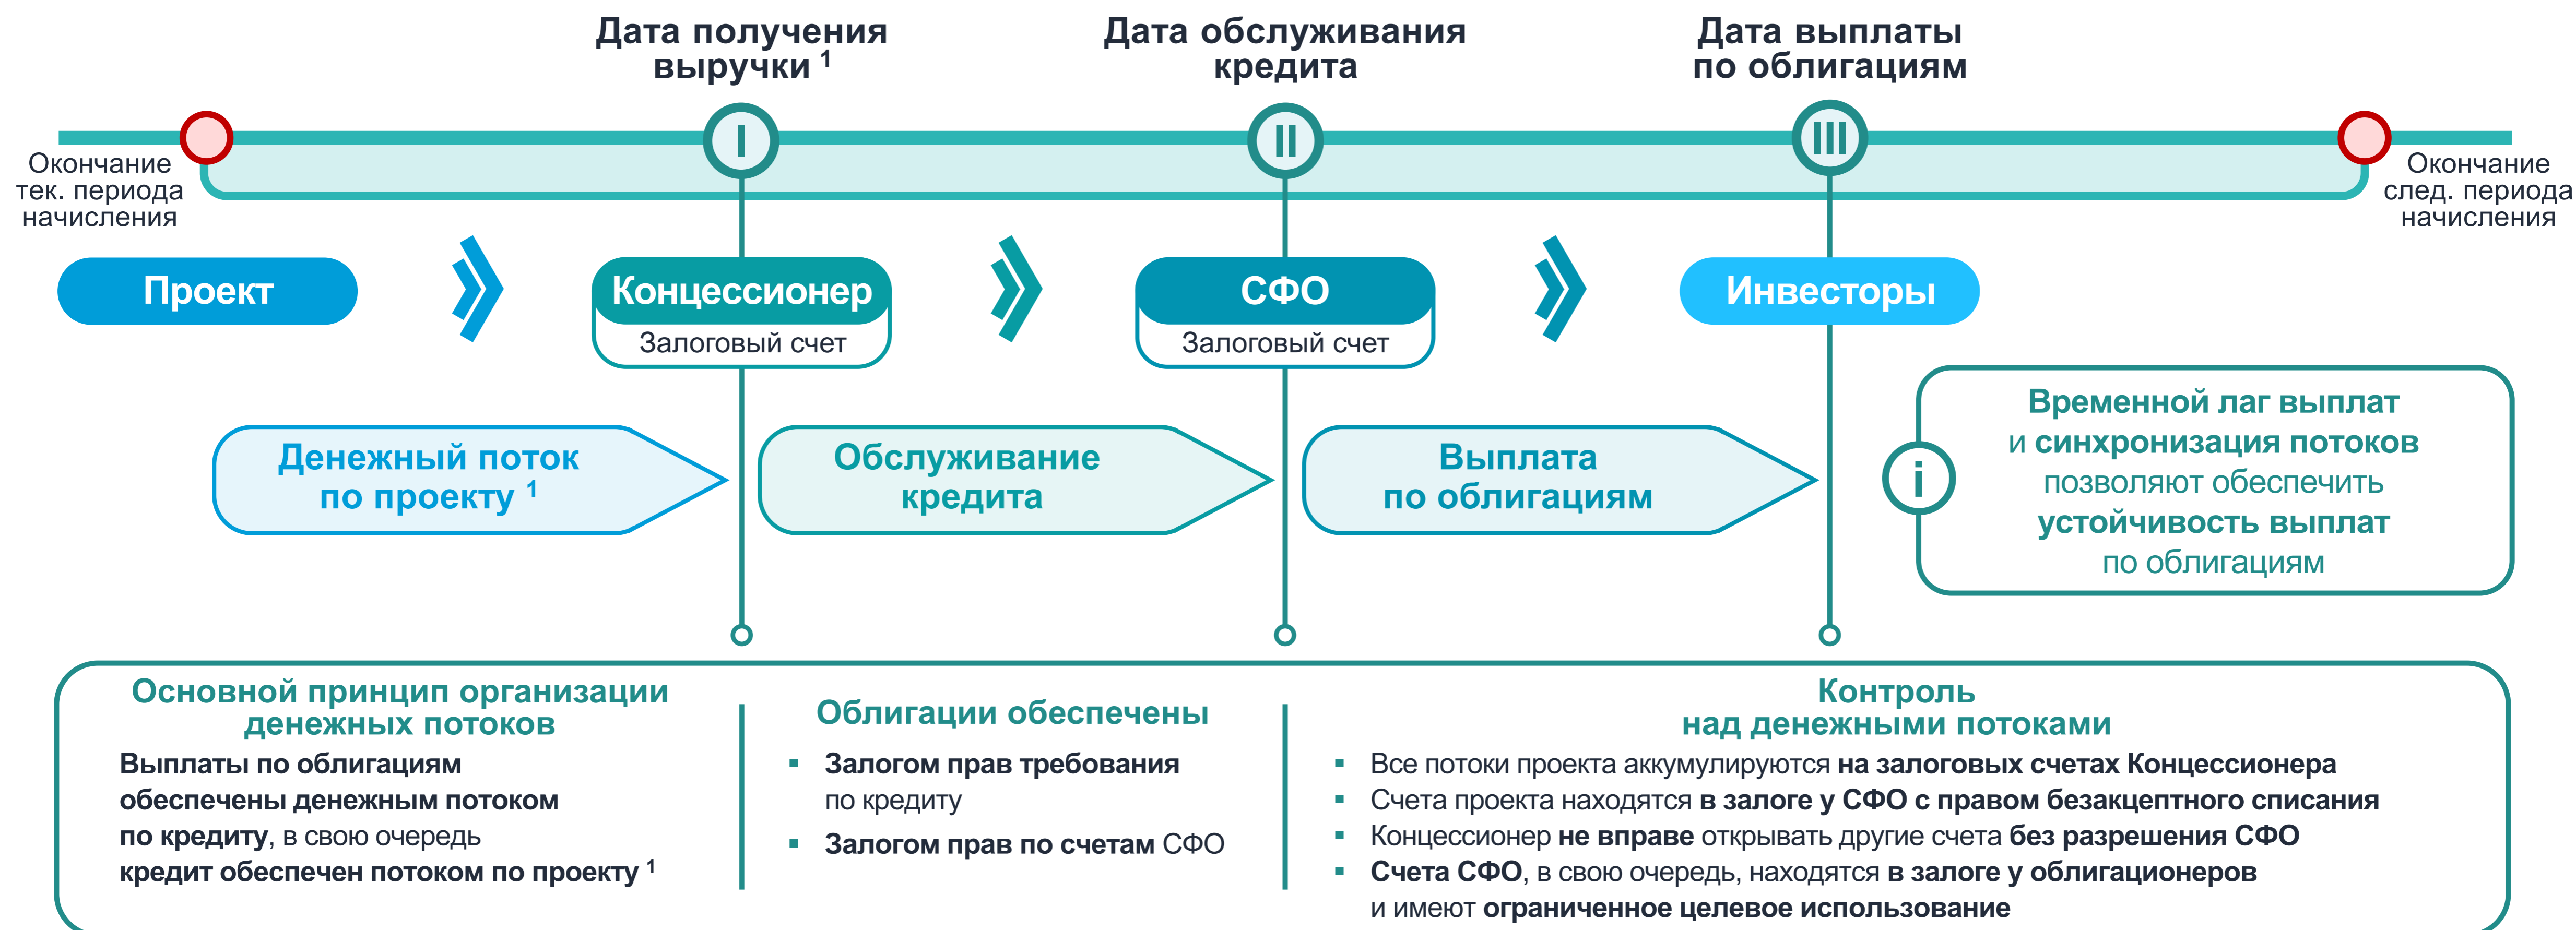 Дата получения
выручки ¹
Дата обслуживания
кредита
Дата выплаты
по облигациям
I
II
III
Окончание
тек. периода
начисления
Окончание
след. периода
начисления
Проект
Концессионер
Залоговый счет
СФО
Залоговый счет
Инвесторы
Денежный поток
по проекту ¹
Обслуживание
кредита
Выплата
по облигациям
i
Временной лаг выплат
и синхронизация потоков
позволяют обеспечить
устойчивость выплат
по облигациям
Основной принцип организации
денежных потоков
Выплаты по облигациям
обеспечены денежным потоком
по кредиту, в свою очередь
кредит обеспечен потоком по проекту ¹
Облигации обеспечены
▪ Залогом прав требования
по кредиту
▪ Залогом прав по счетам СФО
Контроль
над денежными потоками
▪ Все потоки проекта аккумулируются на залоговых счетах Концессионера
▪ Счета проекта находятся в залоге у СФО с правом безакцептного списания
▪ Концессионер не вправе открывать другие счета без разрешения СФО
▪ Счета СФО, в свою очередь, находятся в залоге у облигационеров
и имеют ограниченное целевое использование